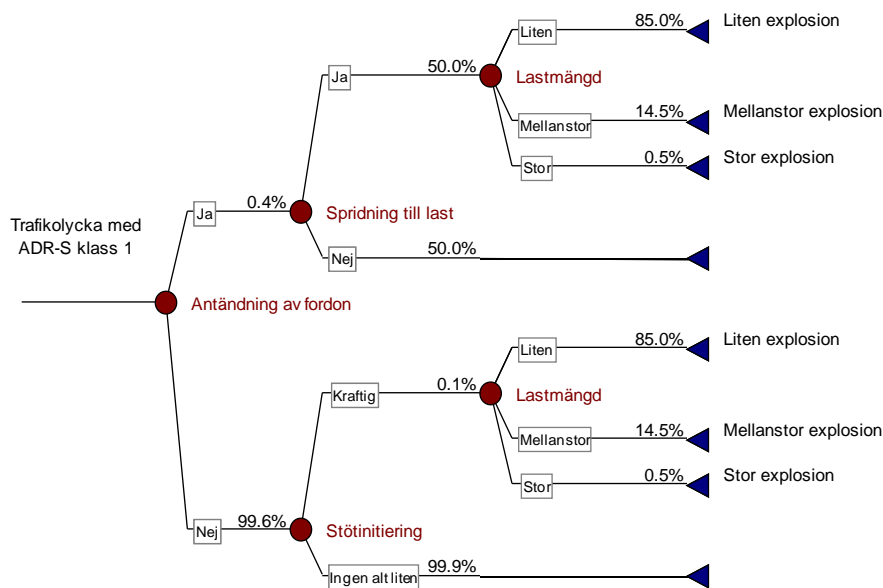 Liten 85.0% Liten explosion
Ja 50.0% Lastmängd
Mellanstor 14.5% Mellanstor explosion
Stor 0.5% Stor explosion
Ja 0.4% Spridning till last
Trafikolycka med
ADR-S klass 1
Nej 50.0%
Antändning av fordon
Liten 85.0% Liten explosion
Kraftig 0.1% Lastmängd
Mellanstor 14.5% Mellanstor explosion
Stor 0.5% Stor explosion
Nej 99.6% Stötinitiering
Ingen alt liten 99.9%